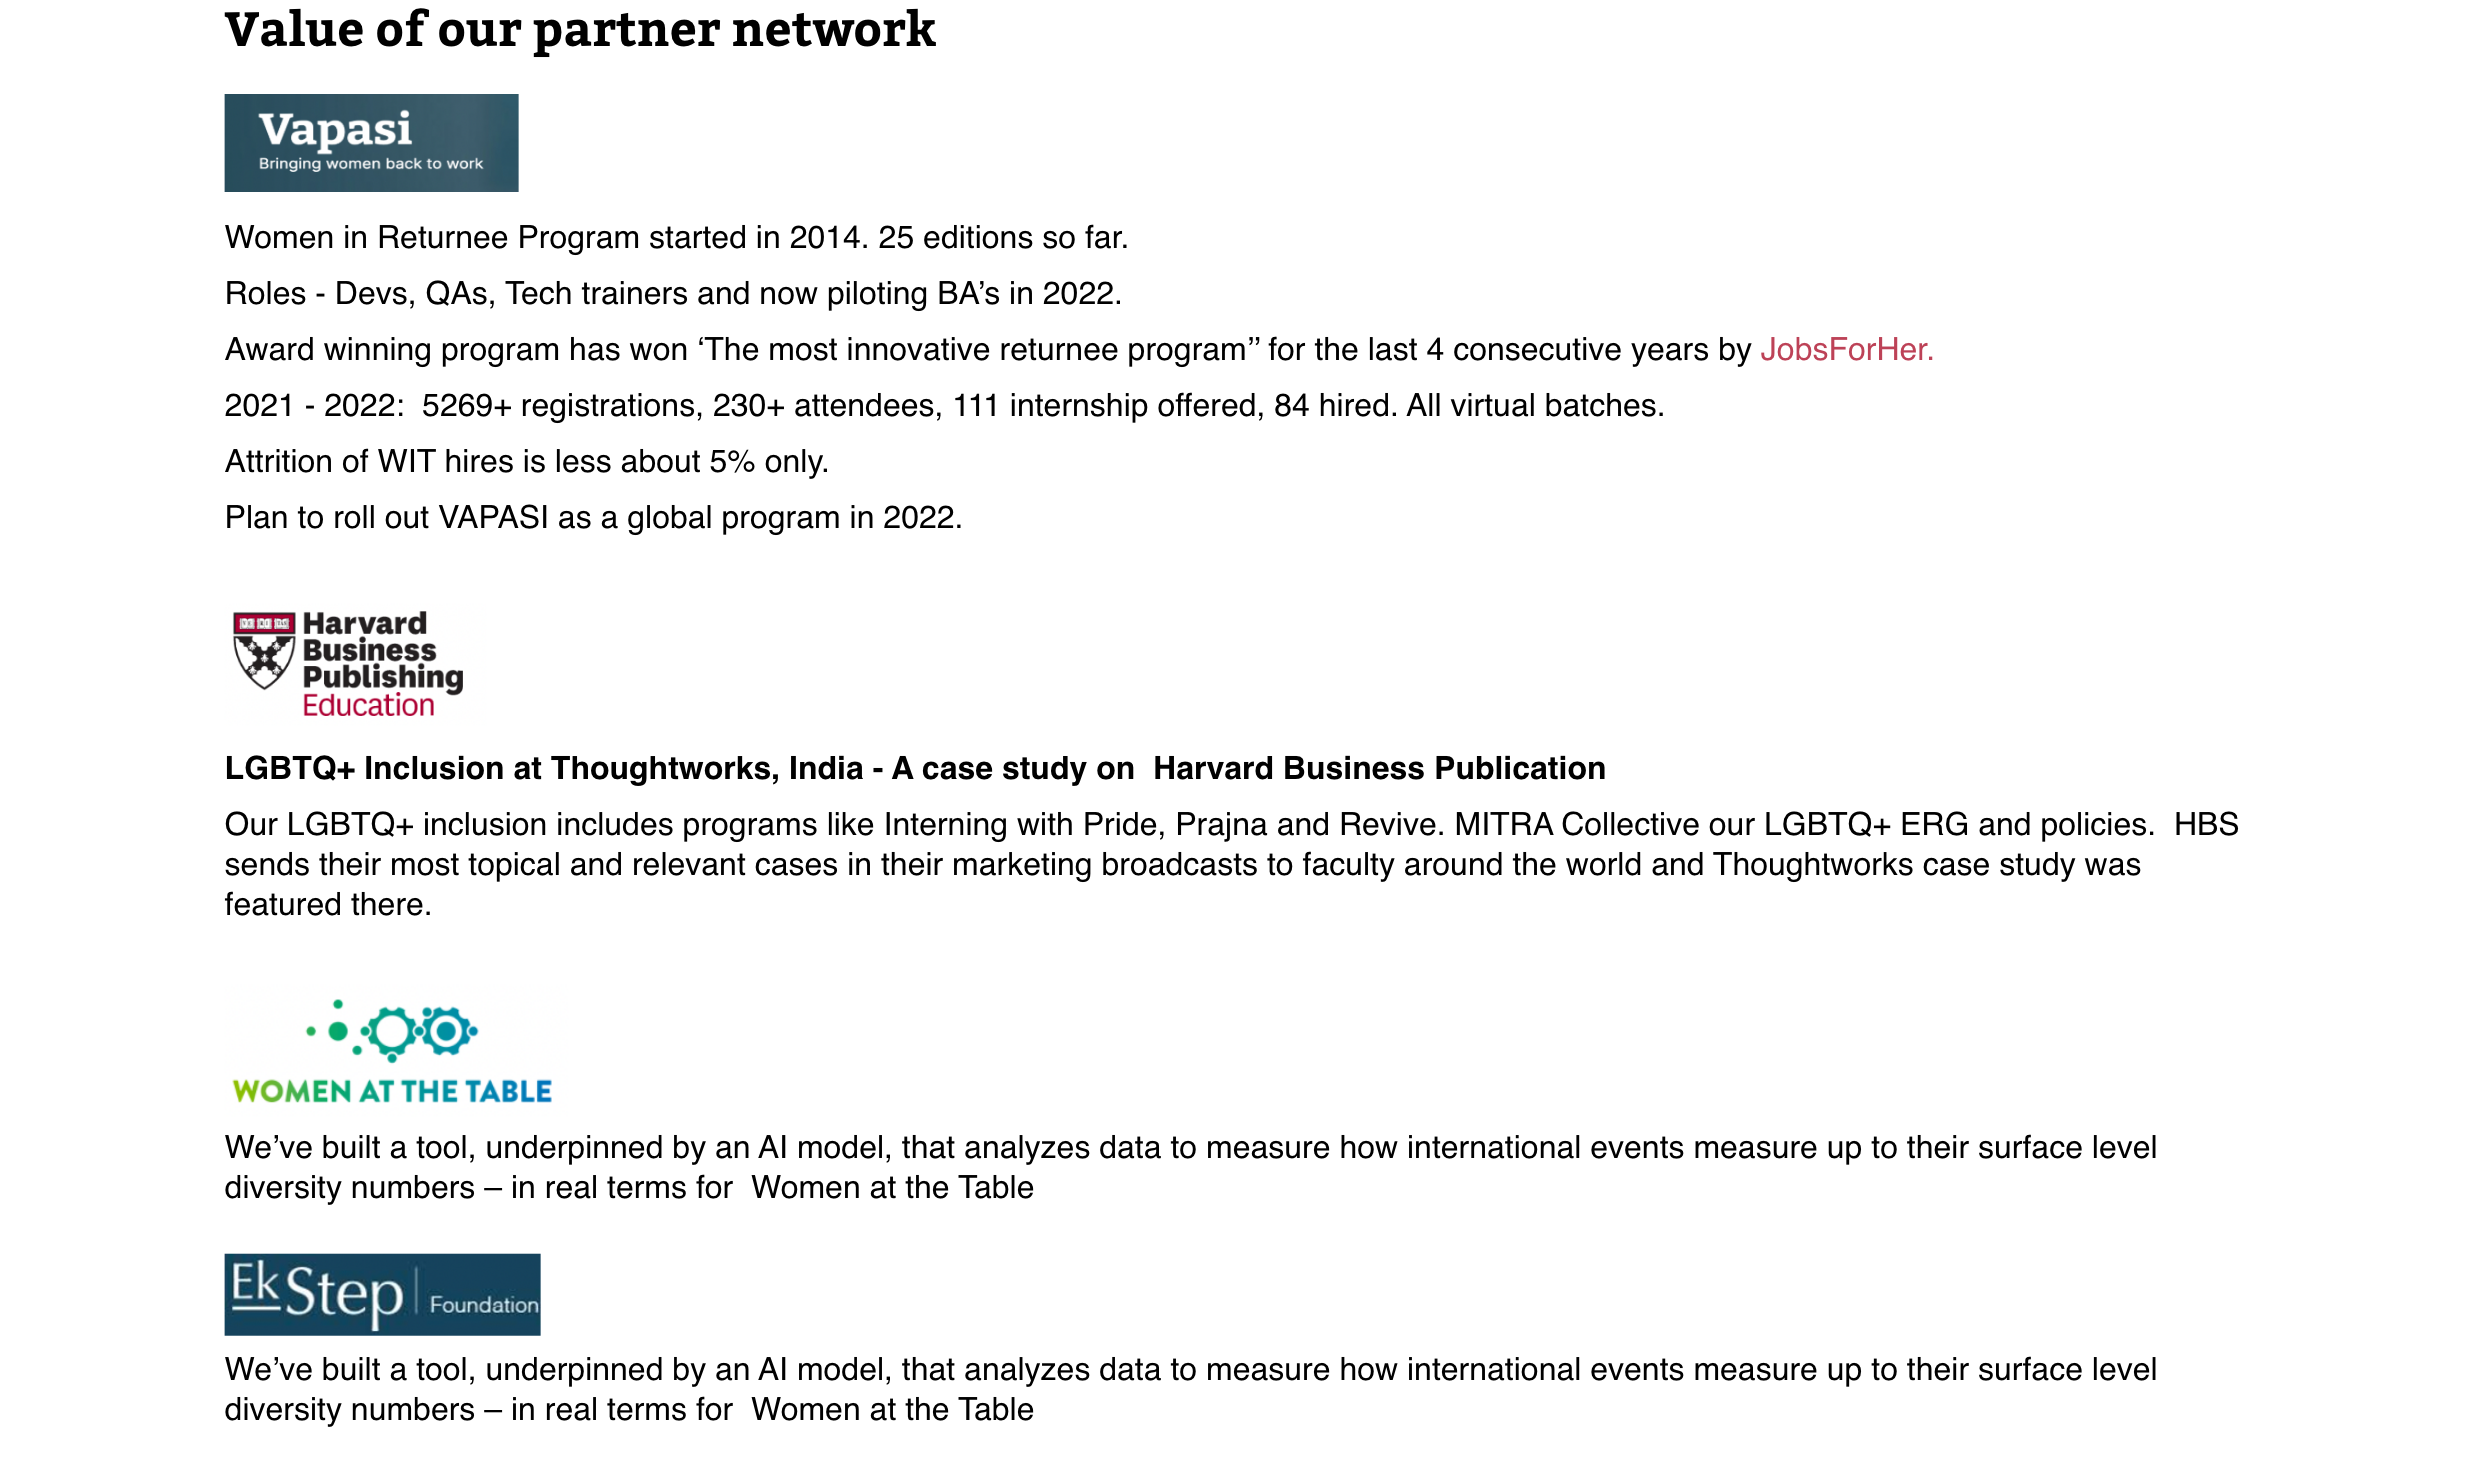 Value of our partner network
Vapasi
Bringing women back to work
Women in Returnee Program started in 2014. 25 editions so far.
Roles - Devs, QAs, Tech trainers and now piloting BA’s in 2022.
Award winning program has won ‘The most innovative returnee program” for the last 4 consecutive years by JobsForHer.
2021 - 2022:  5269+ registrations, 230+ attendees, 111 internship offered, 84 hired. All virtual batches.
Attrition of WIT hires is less about 5% only.
Plan to roll out VAPASI as a global program in 2022.
Harvard
Business
Publishing
Education
LGBTQ+ Inclusion at Thoughtworks, India - A case study on  Harvard Business Publication
Our LGBTQ+ inclusion includes programs like Interning with Pride, Prajna and Revive. MITRA Collective our LGBTQ+ ERG and policies.  HBS
sends their most topical and relevant cases in their marketing broadcasts to faculty around the world and Thoughtworks case study was
featured there.
WOMEN AT THE TABLE
We’ve built a tool, underpinned by an AI model, that analyzes data to measure how international events measure up to their surface level
diversity numbers – in real terms for  Women at the Table
EkStep | Foundation
We’ve built a tool, underpinned by an AI model, that analyzes data to measure how international events measure up to their surface level
diversity numbers – in real terms for  Women at the Table